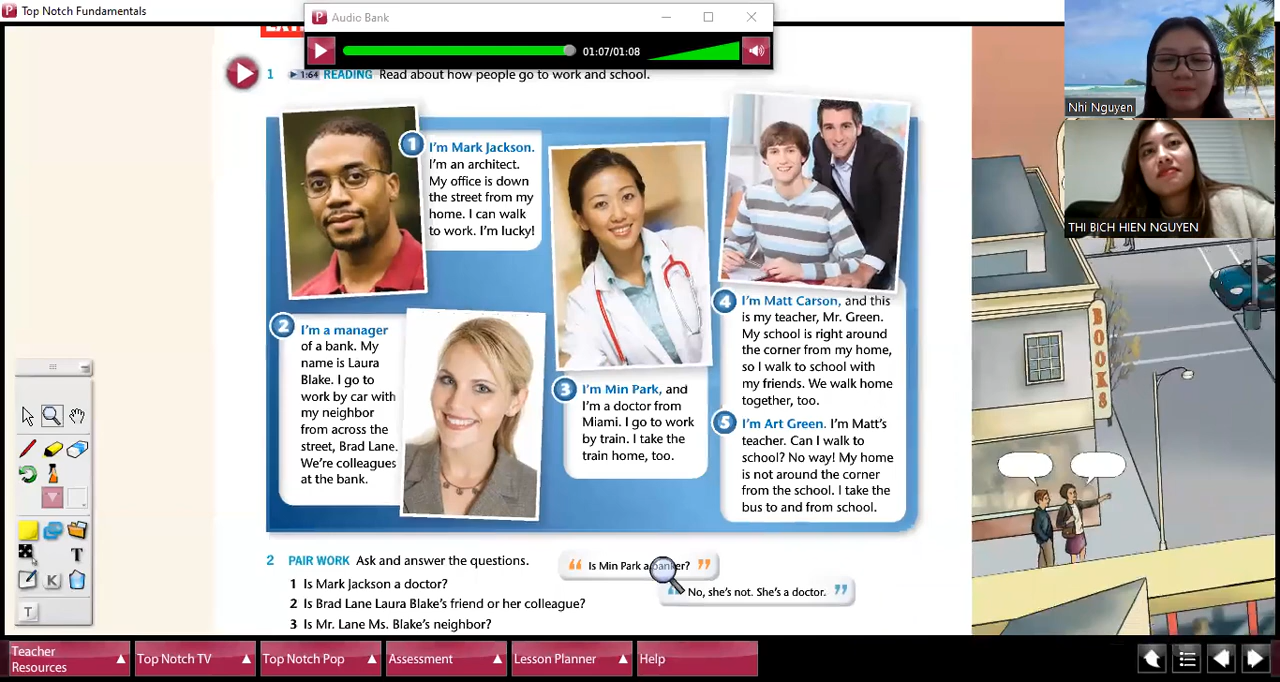 Top Notch Fundamentals
Audio Bank
01:07/01:08
1 1:64 READING Read about how people go to work and school.
1 I'm Mark Jackson.
I'm an architect.
My office is down
the street from my
home. I can walk
to work. I'm lucky!
2 I'm a manager
of a bank. My
name is Laura
Blake. I go to
work by car with
my neighbor
from across the
street, Brad Lane.
We're colleagues
at the bank.
3 I'm Min Park, and
I'm a doctor from
Miami. I go to work
by train. I take the
train home, too.
4 I'm Matt Carson, and this
is my teacher, Mr. Green.
My school is right around
the corner from my home,
so I walk to school with
my friends. We walk home
together, too.
5 I'm Art Green. I'm Matt's
teacher. Can I walk to
school? No way! My home
is not around the corner
from the school. I take the
bus to and from school.
2 PAIR WORK Ask and answer the questions.
1 Is Mark Jackson a doctor?
2 Is Brad Lane Laura Blake's friend or her colleague?
3 Is Mr. Lane Ms. Blake's neighbor?
“ Is Min Park a banker? ”
No, she's not. She's a doctor. ”
Nhi Nguyen
THI BICH HIEN NGUYEN
BOOKS
T
K
T
Teacher
Resources
Top Notch TV
Top Notch Pop
Assessment
Lesson Planner
Help